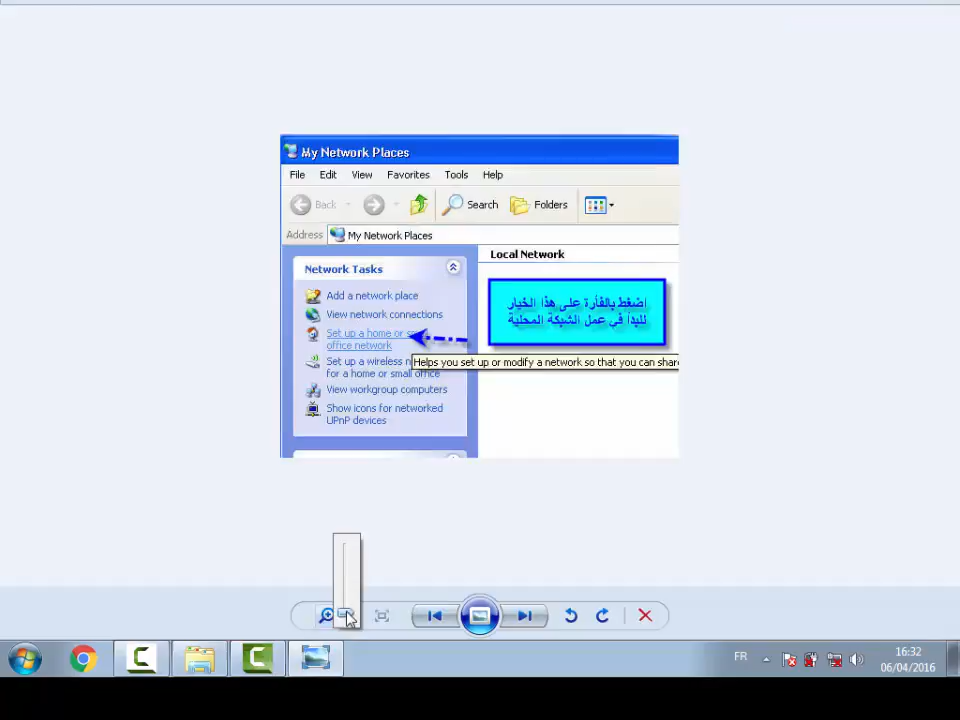 My Network Places
File Edit View Favorites Tools Help
Back Search Folders
Address My Network Places
Network Tasks
Local Network
Add a network place
View network connections
Set up a home or
office network
Set up a wireless
for a home or small office
View workgroup computers
Show icons for networked
UPnP devices
اضغط بالفأرة على هذا الخيار
للبدأ في عمل الشبكة المحلية
Helps you set up or modify a network so that you can share
FR
16:32
06/04/2016